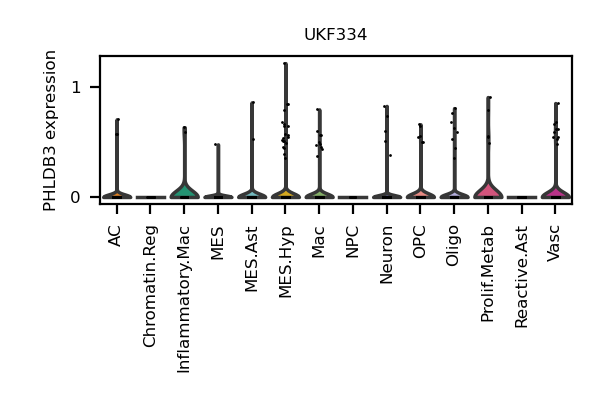 UKF334
PHLDB3 expression
1
0
AC
Chromatin.Reg
Inflammatory.Mac
MES
MES.Ast
MES.Hyp
Mac
NPC
Neuron
OPC
Oligo
Prolif.Metab
Reactive.Ast
Vasc